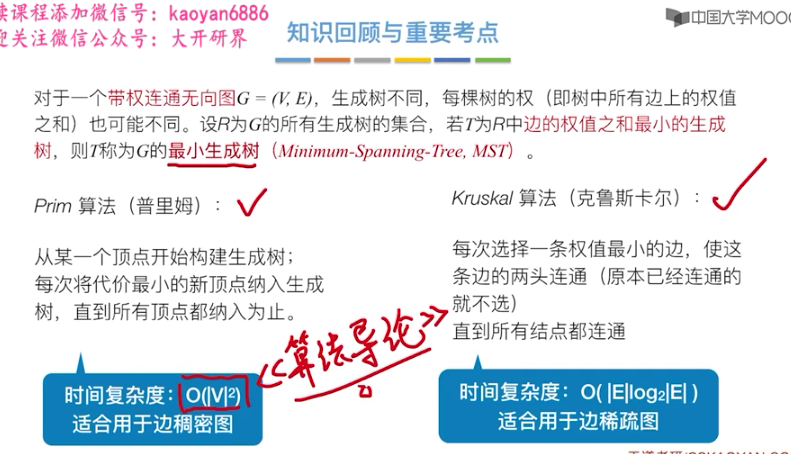 读课程添加微信号：kaoyan6886
迎关注微信公众号：大开研界
中国大学MOOC
知识回顾与重要考点
对于一个带权连通无向图G = (V, E)，生成树不同，每棵树的权（即树中所有边上的权值
之和）也可能不同。设R为G的所有生成树的集合，若T为R中边的权值之和最小的生成
树，则T称为G的最小生成树（Minimum-Spanning-Tree, MST）。
Prim 算法（普里姆）：
从某一个顶点开始构建生成树；
每次将代价最小的新顶点纳入生成
树，直到所有顶点都纳入为止。
Kruskal 算法（克鲁斯卡尔）：
每次选择一条权值最小的边，使这
条边的两头连通（原本已经连通的
就不选）
直到所有结点都连通
《算法导论》
时间复杂度：O(|V|²)
适合用于边稠密图
时间复杂度：O( |E|log₂|E| )
适合用于边稀疏图